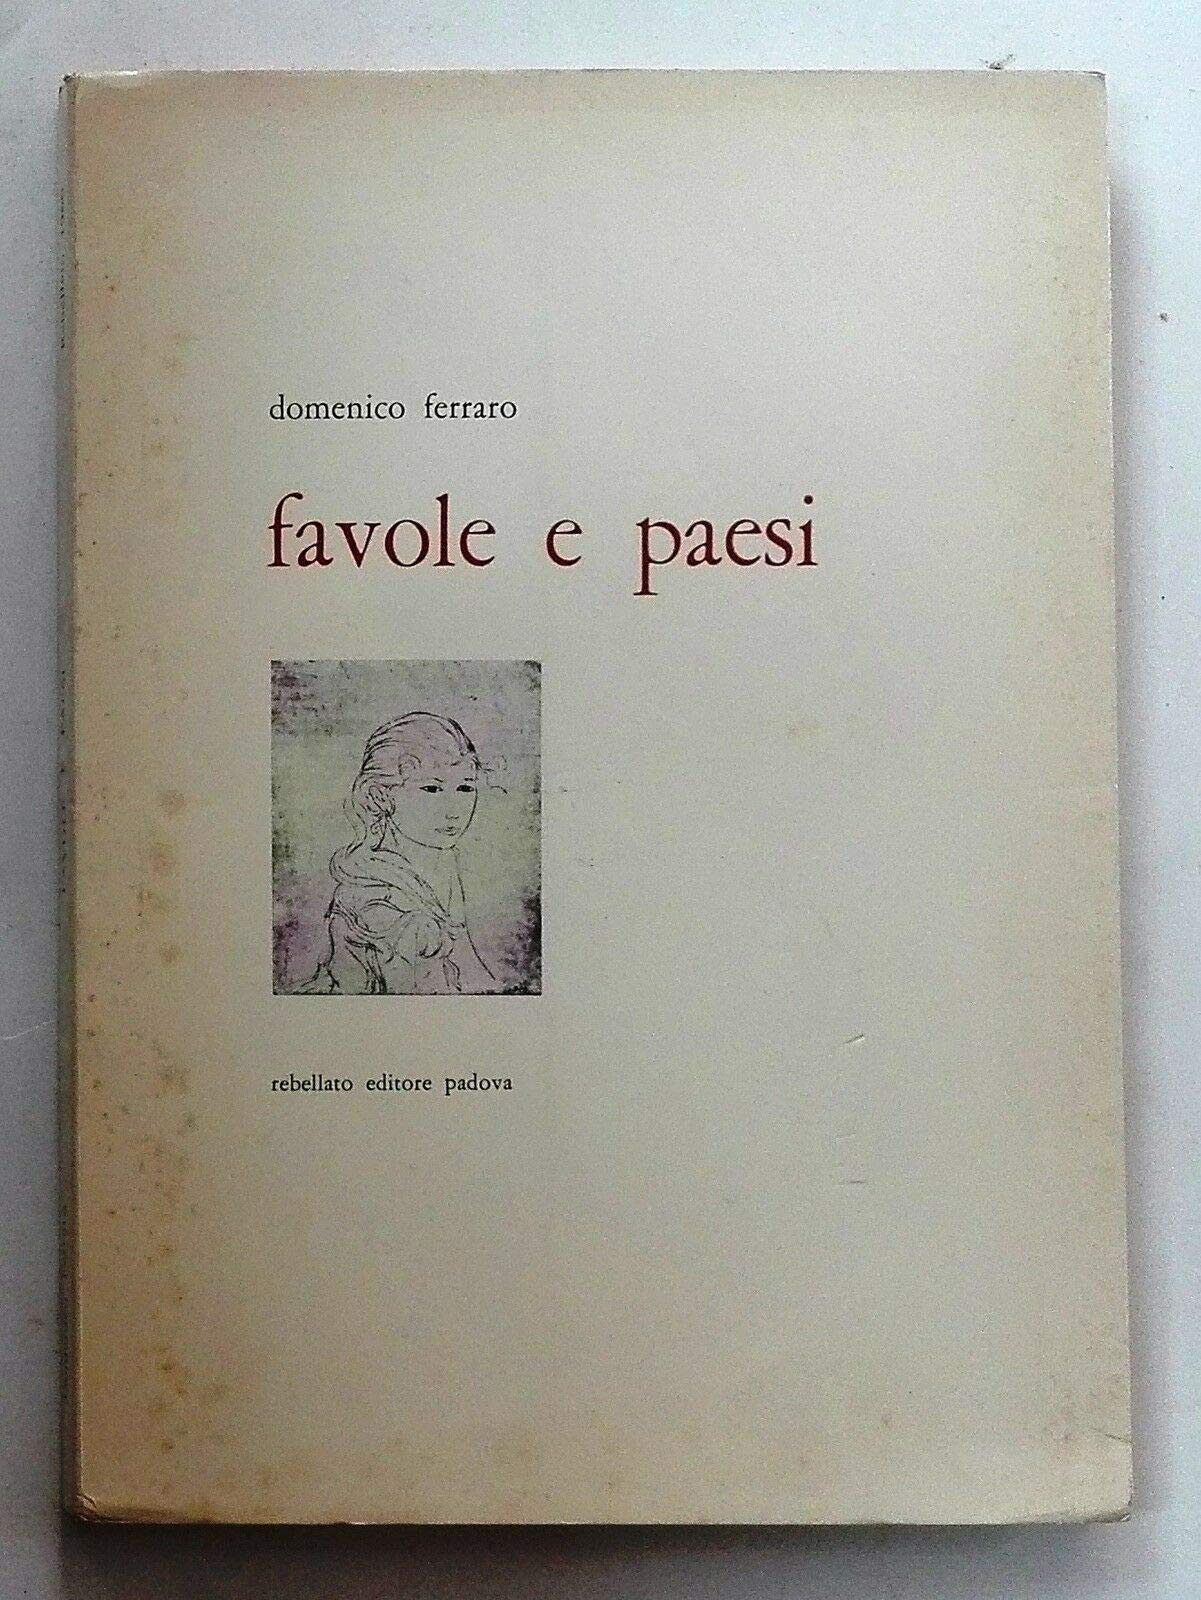 domenico ferraro
favole e paesi
rebellato editore padova